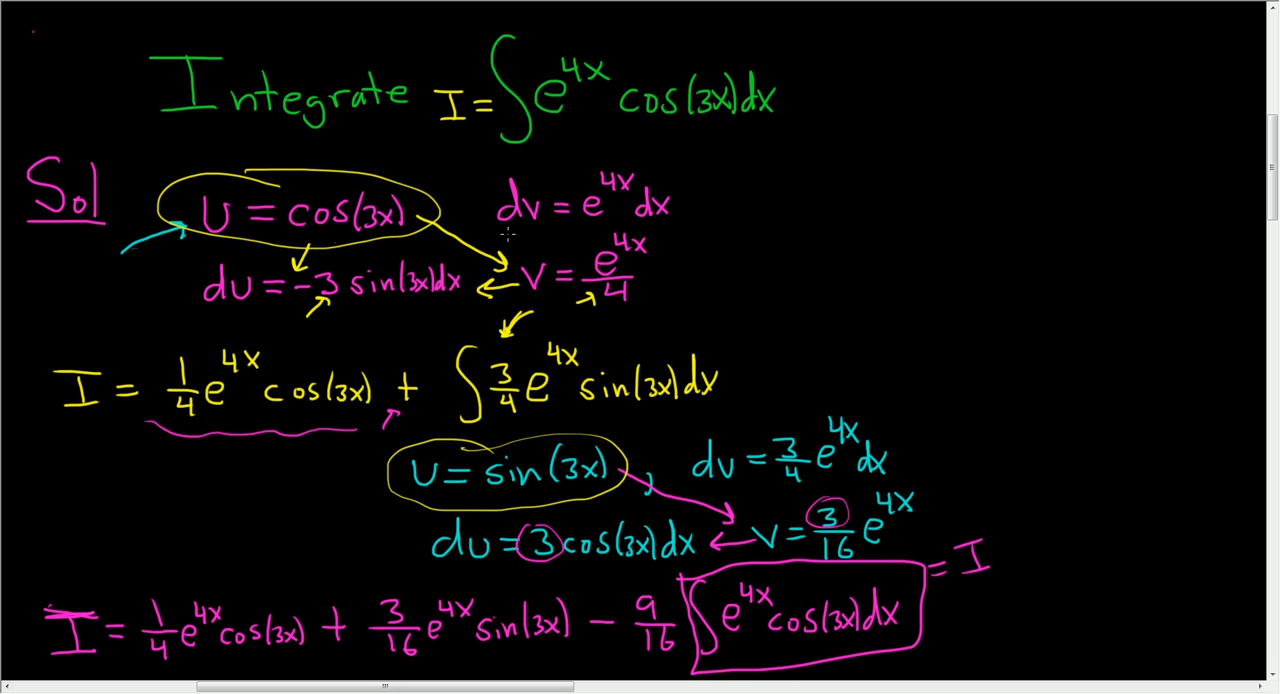 Integrate I = ∫ e^{4x} cos(3x)dx
Sol
U = cos(3x) dv = e^{4x} dx
du = -3 sin(3x)dx v = e^{4x}/4
I = 1/4 e^{4x} cos(3x) + ∫ 3/4 e^{4x} sin(3x)dx
U = sin(3x), dv = 3/4 e^{4x} dx
du = 3 cos(3x)dx v = 3/16 e^{4x}
I = 1/4 e^{4x} cos(3x) + 3/16 e^{4x} sin(3x) - 9/16 ∫ e^{4x} cos(3x)dx = I